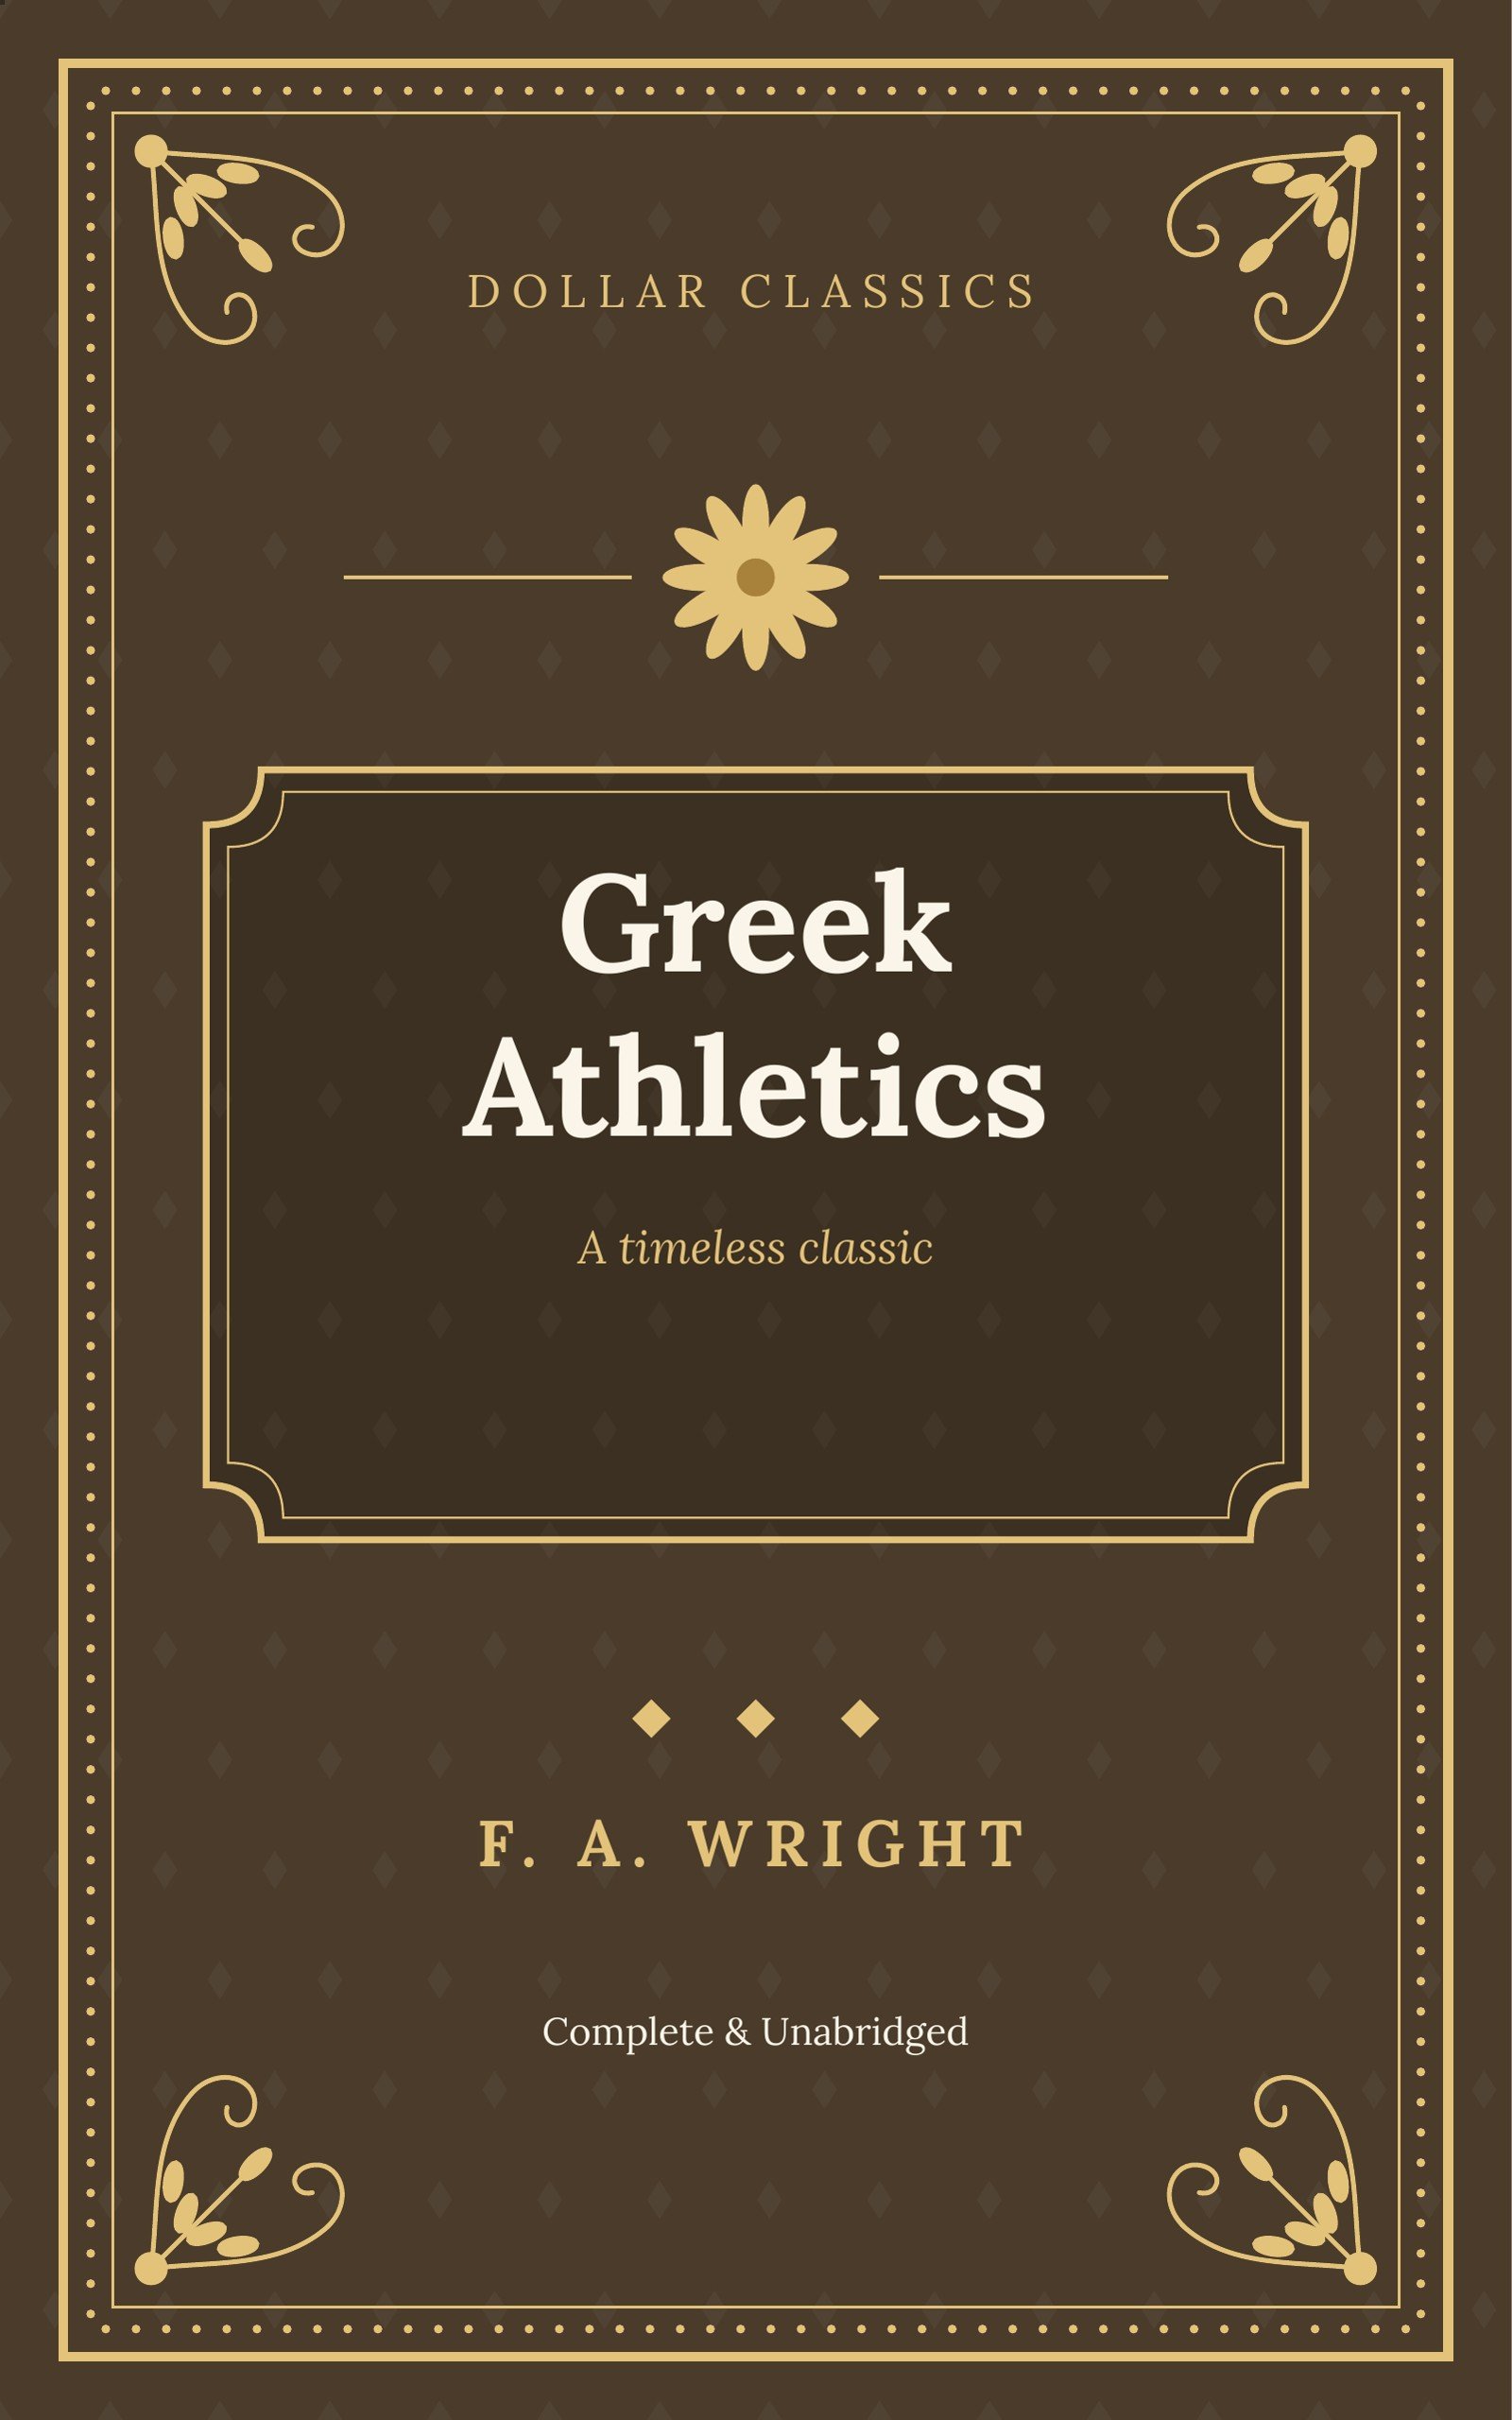 DOLLAR CLASSICS
Greek
Athletics
A timeless classic
F. A. WRIGHT
Complete & Unabridged